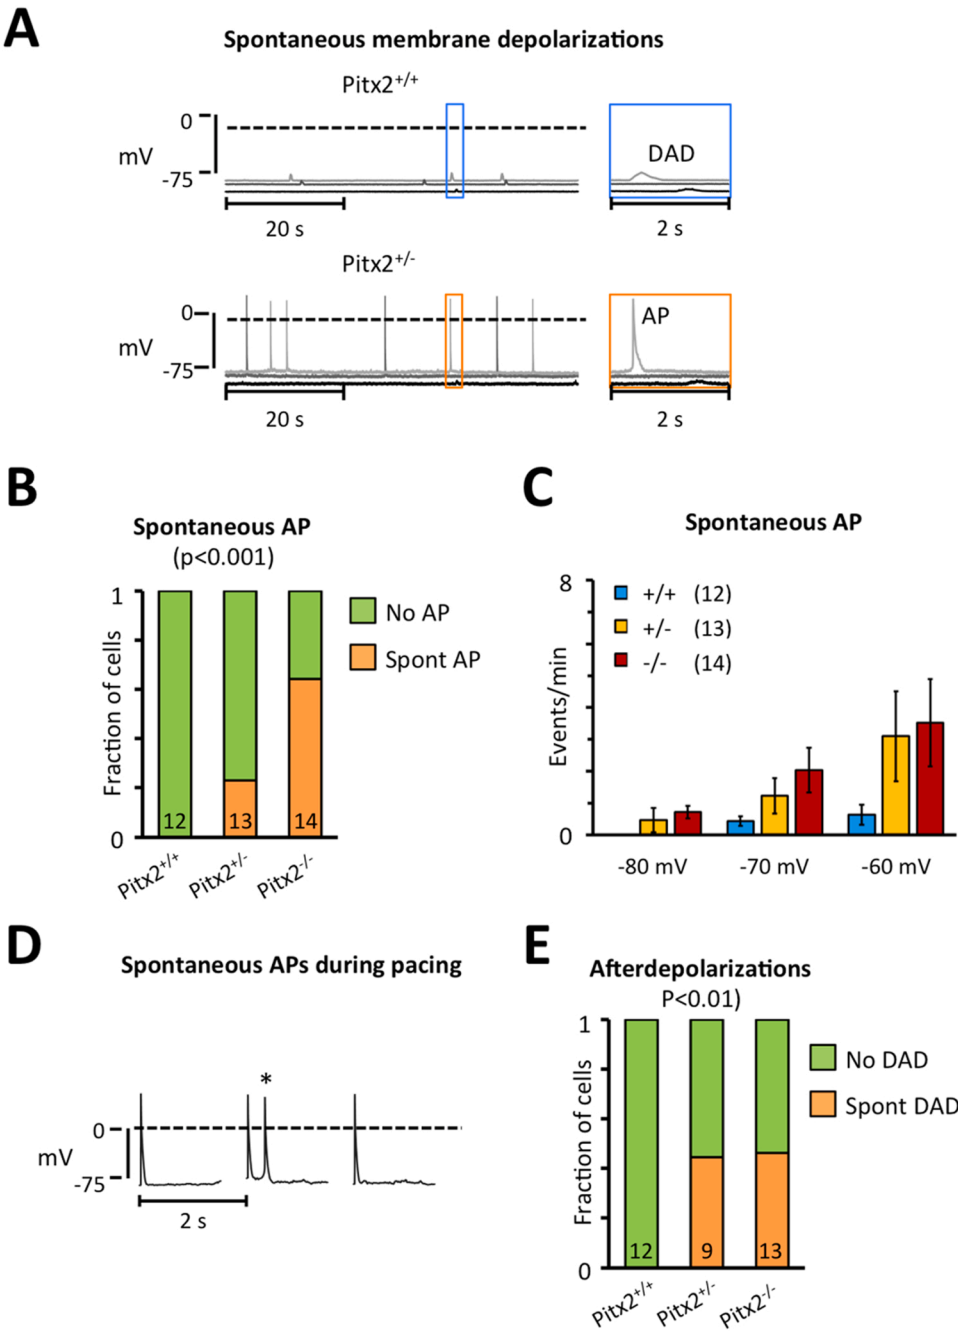 A
Spontaneous membrane depolarizations
Pitx2+/+
0
mV
-75
DAD
20 s
2 s
Pitx2+/-
0
mV
-75
AP
20 s
2 s
B
Spontaneous AP
(p<0.001)
1
Fraction of cells
0
12
13
14
No AP
Spont AP
Pitx2+/+
Pitx2+/-
Pitx2-/-
C
Spontaneous AP
8
Events/min
0
+/+ (12)
+/- (13)
-/- (14)
-80 mV
-70 mV
-60 mV
D
Spontaneous APs during pacing
*
0
mV
-75
2 s
E
Afterdepolarizations
P<0.01)
1
Fraction of cells
0
12
9
13
No DAD
Spont DAD
Pitx2+/+
Pitx2+/-
Pitx2-/-